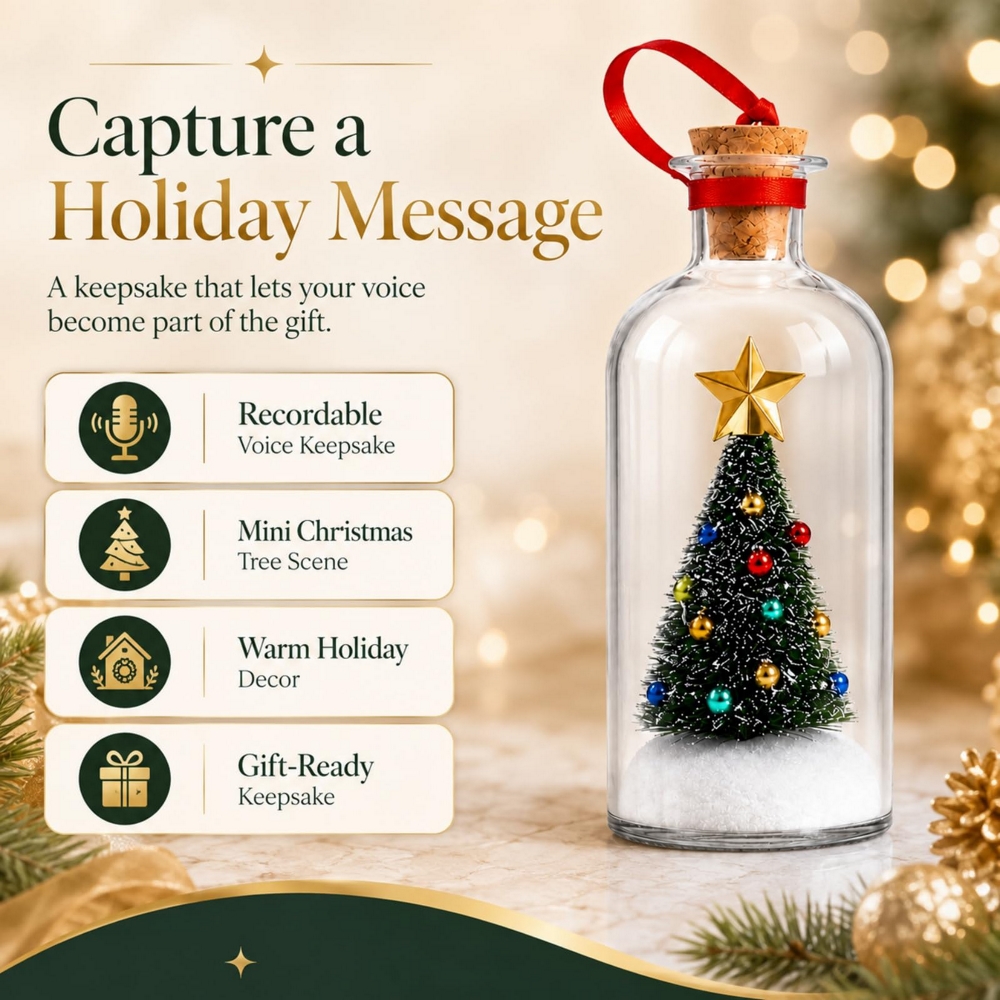 Capture a
Holiday Message
A keepsake that lets your voice
become part of the gift.
Recordable
Voice Keepsake
Mini Christmas
Tree Scene
Warm Holiday
Decor
Gift-Ready
Keepsake